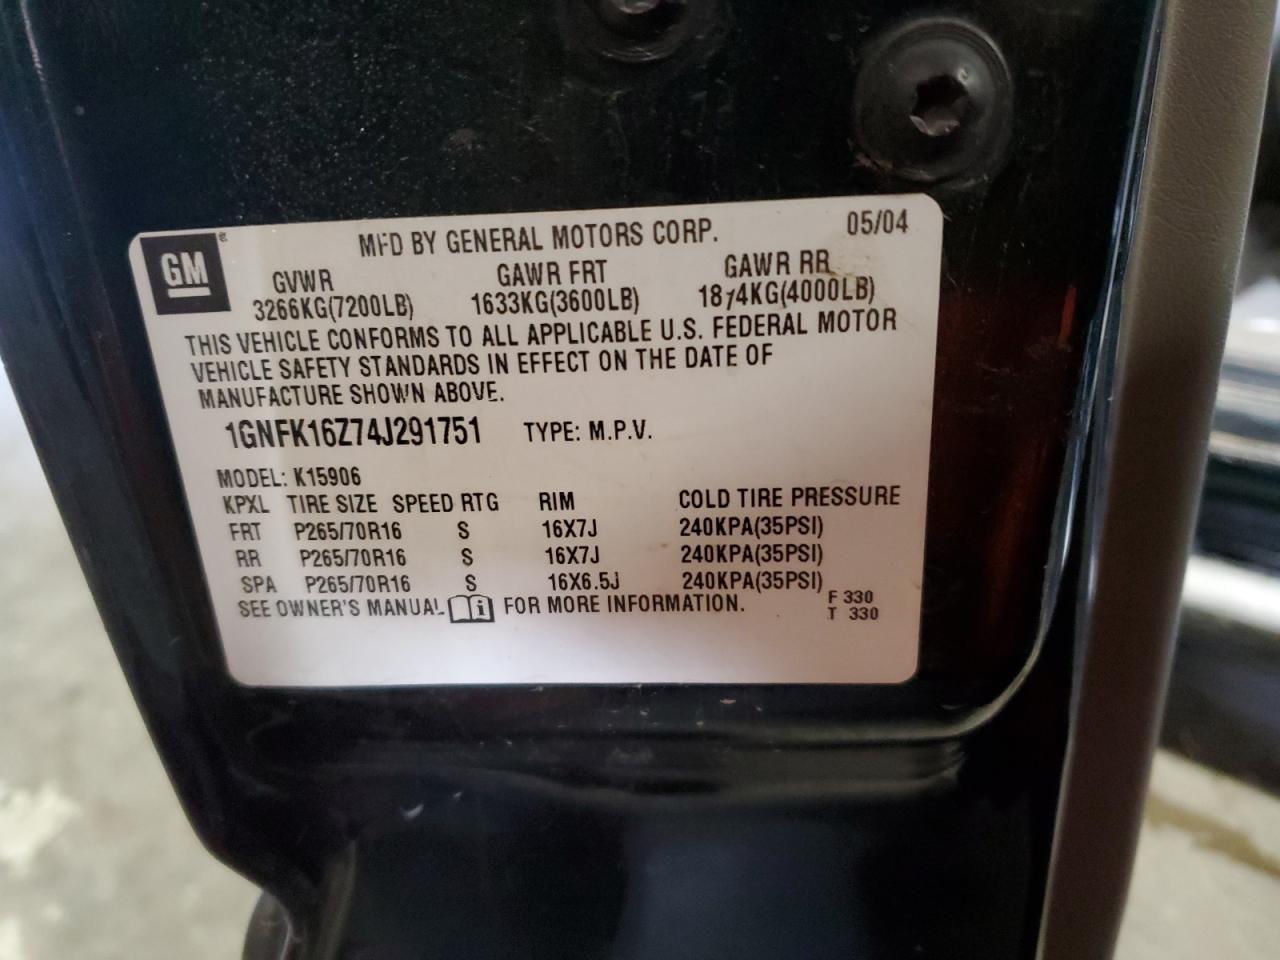 GM ®
MFD BY GENERAL MOTORS CORP. 05/04
GVWR GAWR FRT GAWR RR
3266KG(7200LB) 1633KG(3600LB) 1814KG(4000LB)
THIS VEHICLE CONFORMS TO ALL APPLICABLE U.S. FEDERAL MOTOR
VEHICLE SAFETY STANDARDS IN EFFECT ON THE DATE OF
MANUFACTURE SHOWN ABOVE.
1GNFK16Z74J291751 TYPE: M.P.V.
MODEL: K15906
KPXL TIRE SIZE SPEED RTG RIM COLD TIRE PRESSURE
FRT P265/70R16 S 16X7J 240KPA(35PSI)
RR P265/70R16 S 16X7J 240KPA(35PSI)
SPA P265/70R16 S 16X6.5J 240KPA(35PSI)
SEE OWNER'S MANUAL i FOR MORE INFORMATION. F 330
T 330